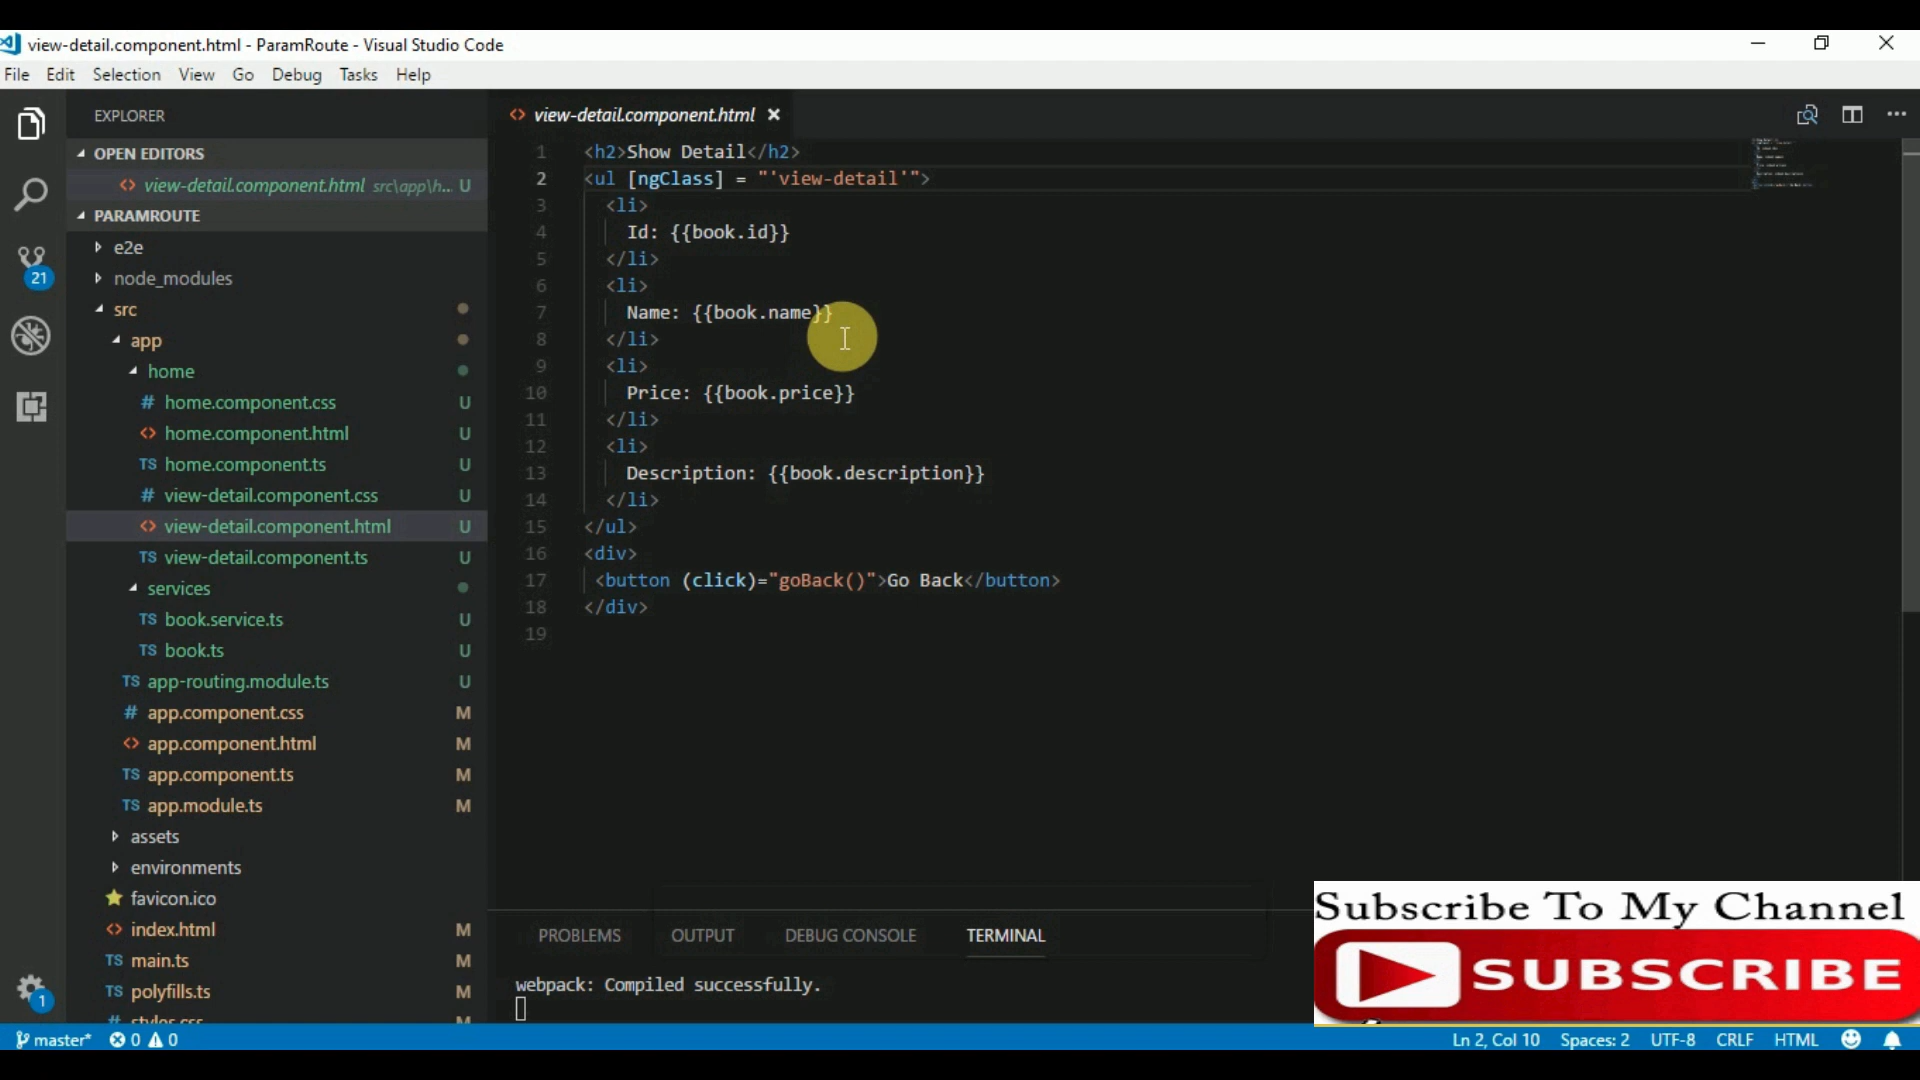 view-detail.component.html - ParamRoute - Visual Studio Code
File Edit Selection View Go Debug Tasks Help
EXPLORER
OPEN EDITORS
<> view-detail.component.html src\app\h... U
PARAMROUTE
e2e
node_modules
src
app
home
# home.component.css U
<> home.component.html U
TS home.component.ts U
# view-detail.component.css U
<> view-detail.component.html U
TS view-detail.component.ts U
services
TS book.service.ts U
TS book.ts U
TS app-routing.module.ts U
# app.component.css M
<> app.component.html M
TS app.component.ts M
TS app.module.ts M
assets
environments
favicon.ico
<> index.html M
TS main.ts M
TS polyfills.ts M
# styles.css M
21
1
<> view-detail.component.html
1 <h2>Show Detail</h2>
2 <ul [ngClass] = "'view-detail'">
3 <li>
4 Id: {{book.id}}
5 </li>
6 <li>
7 Name: {{book.name}}
8 </li>
9 <li>
10 Price: {{book.price}}
11 </li>
12 <li>
13 Description: {{book.description}}
14 </li>
15 </ul>
16 <div>
17 <button (click)="goBack()">Go Back</button>
18 </div>
19
PROBLEMS OUTPUT DEBUG CONSOLE TERMINAL
webpack: Compiled successfully.
Subscribe To My Channel
SUBSCRIBE
master* 0 0 Ln 2, Col 10 Spaces: 2 UTF-8 CRLF HTML